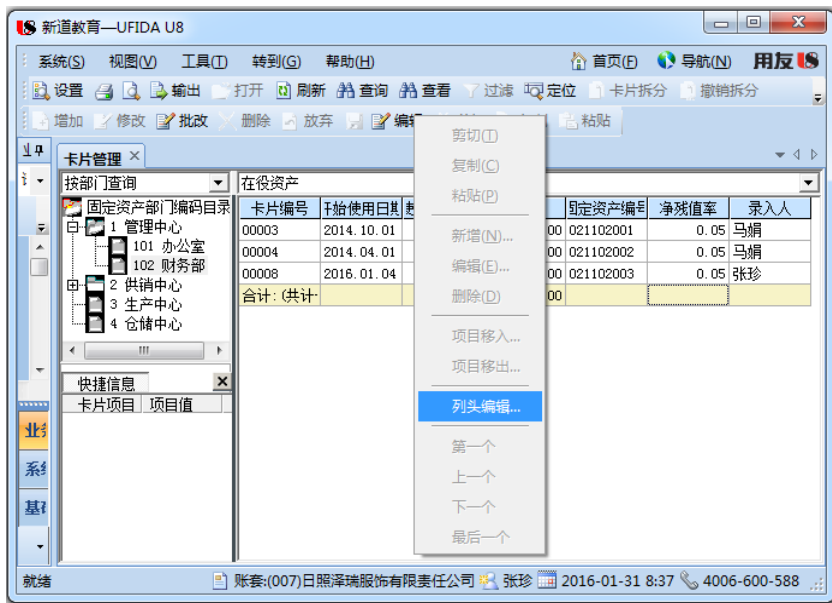 新道教育—UFIDA U8
系统(S) 视图(V) 工具(T) 转到(G) 帮助(H) 首页(F) 导航(N) 用友
设置 输出 打开 刷新 查询 查看 过滤 定位 卡片拆分 撤销拆分
增加 修改 批改 删除 放弃 编辑 粘贴
卡片管理
按部门查询 在役资产
固定资产部门编码目录
1 管理中心
101 办公室
102 财务部
2 供销中心
3 生产中心
4 仓储中心
卡片编号 开始使用日期 固定资产编号 净残值率 录入人
00003 2014.10.01 00 021102001 0.05 马娟
00004 2014.04.01 00 021102002 0.05 马娟
00008 2016.01.04 00 021102003 0.05 张珍
合计:(共计 00
剪切(T)
复制(C)
粘贴(P)
新增(N)...
编辑(E)...
删除(D)
项目移入...
项目移出...
列头编辑...
第一个
上一个
下一个
最后一个
快捷信息
卡片项目 项目值
业务
系统
基础
就绪 账套:(007)日照泽瑞服饰有限责任公司 张珍 2016-01-31 8:37 4006-600-588